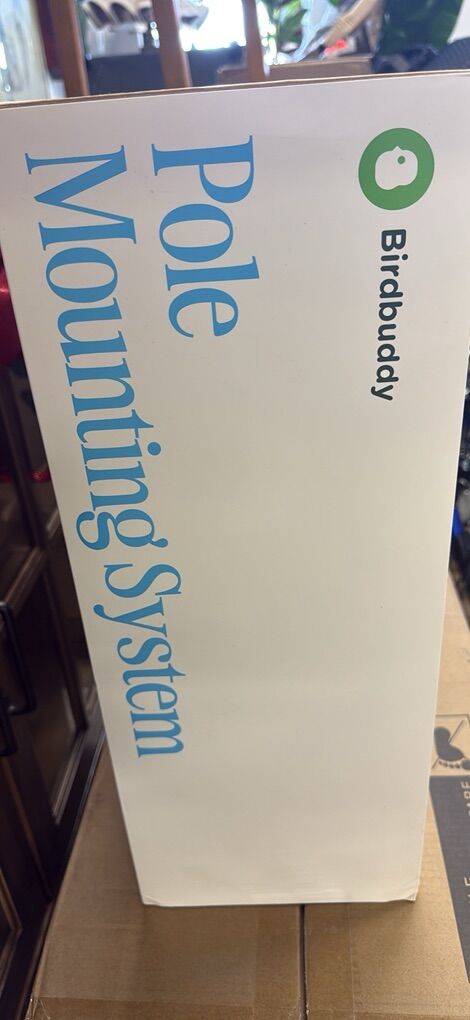 Birdbuddy
Pole
Mounting System